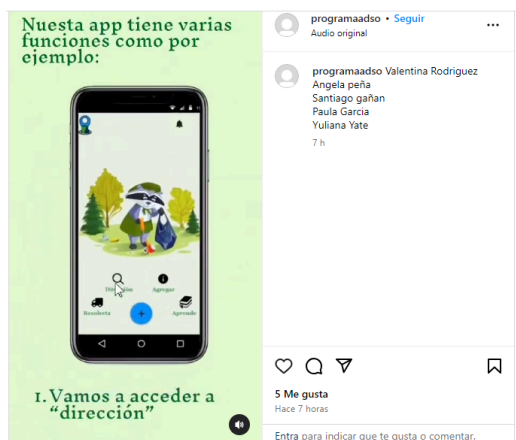 Nuesta app tiene varias
funciones como por
ejemplo:
Dirección
Agregar
Recolecta
+
Aprende
1. Vamos a acceder a
“dirección”
programaadso • Seguir
Audio original
programaadso Valentina Rodriguez
Angela peña
Santiago gañan
Paula Garcia
Yuliana Yate
7 h
5 Me gusta
Hace 7 horas
Entra para indicar que te gusta o comentar.